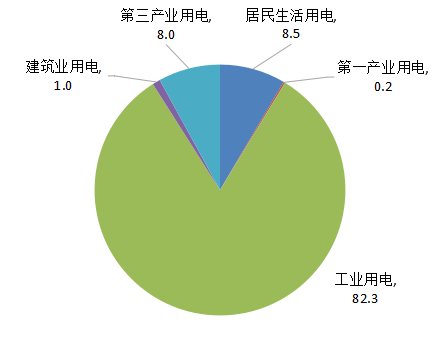 第三产业用电,
8.0
居民生活用电,
8.5
建筑业用电,
1.0
第一产业用电,
0.2
工业用电,
82.3